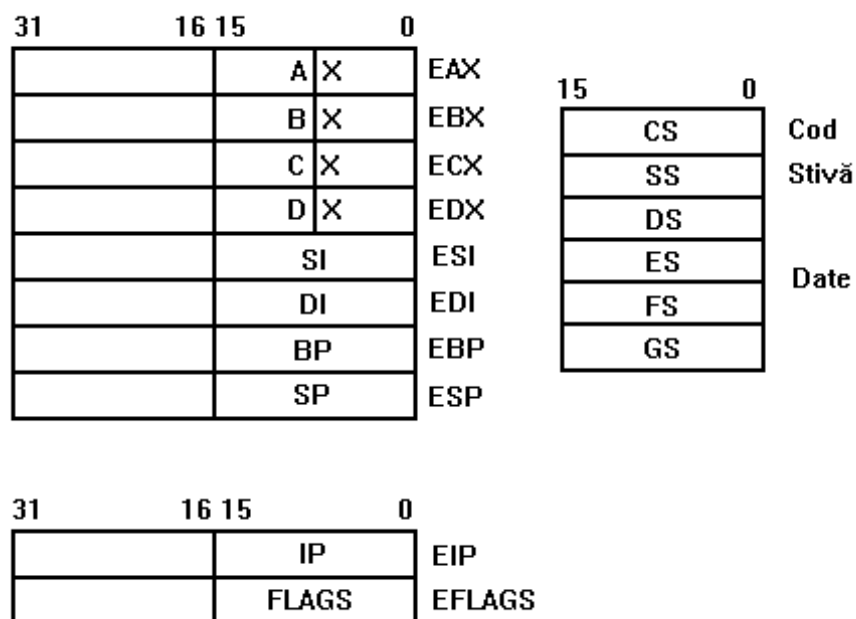 31 16 15 0
A X EAX
B X EBX
C X ECX
D X EDX
SI ESI
DI EDI
BP EBP
SP ESP
15 0
CS Cod
SS Stivă
DS
ES Date
FS
GS
31 16 15 0
IP EIP
FLAGS EFLAGS